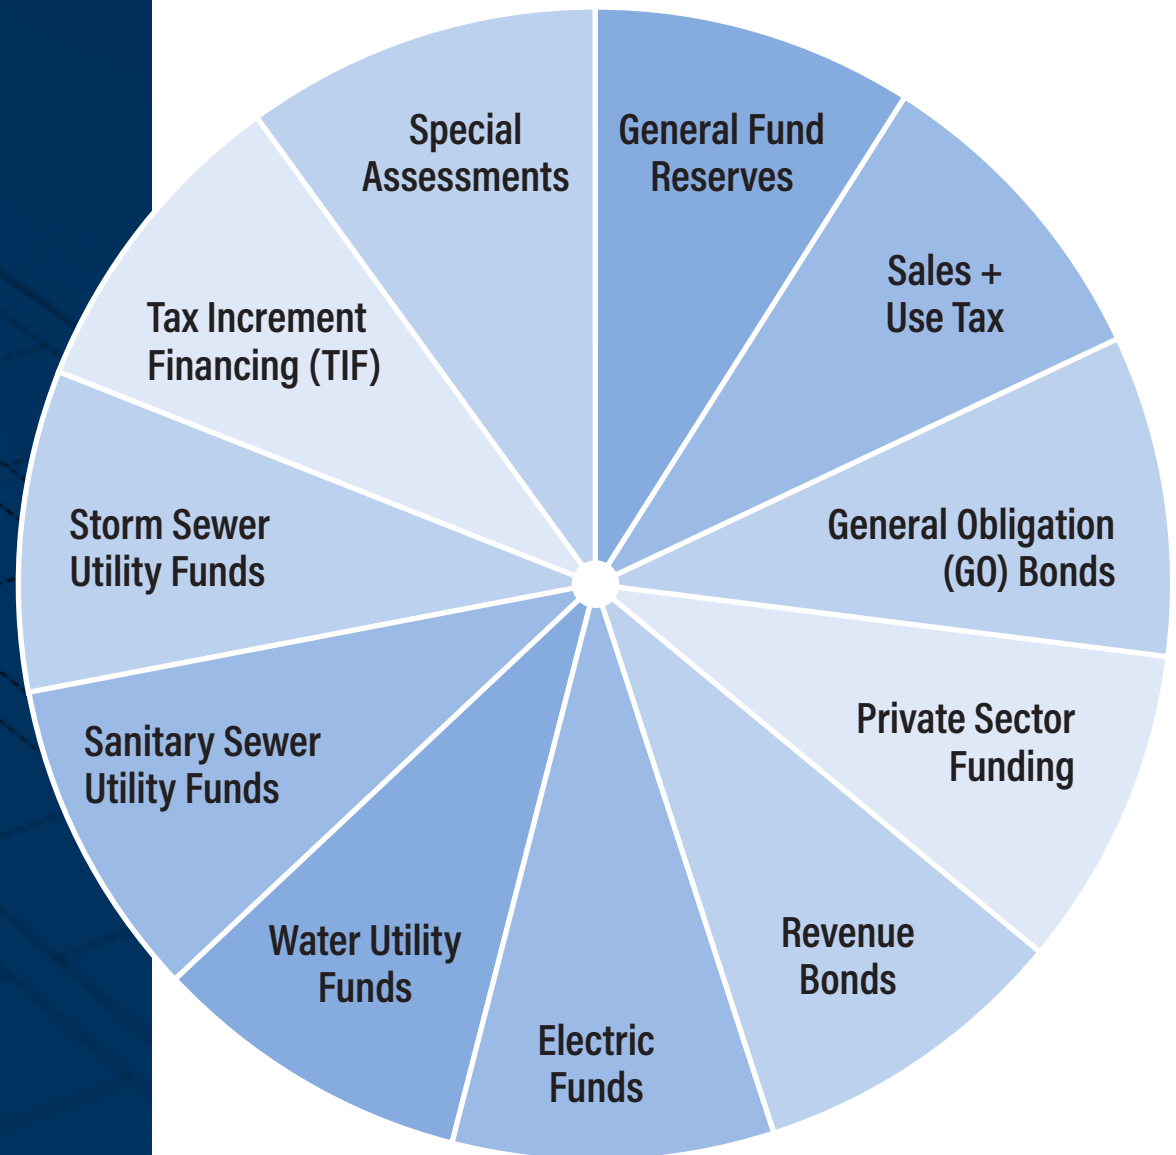 Special
Assessments
General Fund
Reserves
Sales +
Use Tax
Tax Increment
Financing (TIF)
General Obligation
(GO) Bonds
Storm Sewer
Utility Funds
Private Sector
Funding
Sanitary Sewer
Utility Funds
Revenue
Bonds
Water Utility
Funds
Electric
Funds